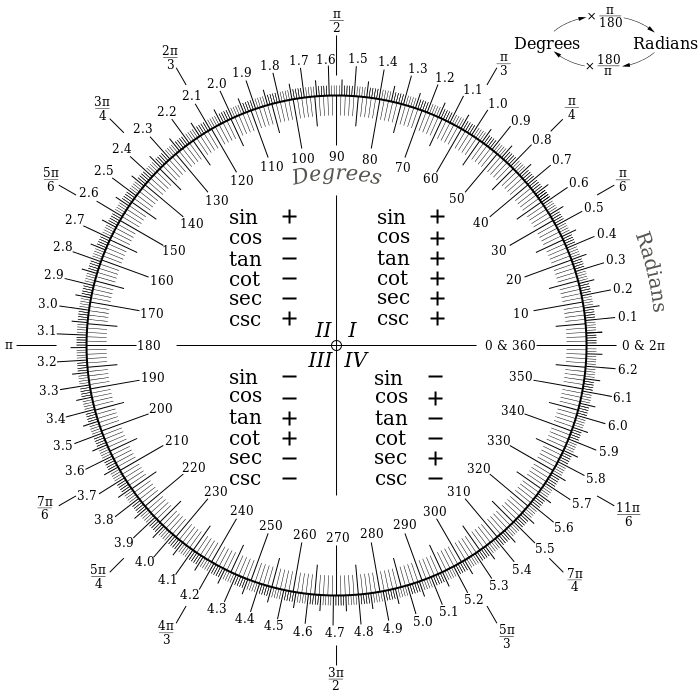 × π/180
Degrees Radians
× 180/π
π/2
2π/3 π/3
3π/4 π/4
5π/6 π/6
1.6 1.5
1.7 1.4
1.8 1.3
1.9 1.2
2.0 1.1
2.1 1.0
2.2 0.9
2.3 0.8
2.4 0.7
2.5 0.6
2.6 0.5
2.7 0.4
2.8 0.3
2.9 0.2
3.0 0.1
3.1
90
100 80
110 70
120 60
130 50
140 40
150 30
160 20
170 10
Degrees
Radians
sin + sin +
cos − cos +
tan − tan +
cot − cot +
sec − sec +
csc + csc +
II I
π 180 0 & 360 0 & 2π
III IV
sin − sin −
cos − cos +
tan + tan −
cot + cot −
sec − sec +
csc − csc −
190 350
200 340
210 330
220 320
230 310
240 300
250 290
260 280
270
3.2 6.2
3.3 6.1
3.4 6.0
3.5 5.9
3.6 5.8
3.7 5.7
3.8 5.6
3.9 5.5
4.0 5.4
4.1 5.3
4.2 5.2
4.3 5.1
4.4 5.0
4.5 4.9
4.6 4.8
4.7
7π/6 11π/6
5π/4 7π/4
4π/3 5π/3
3π/2